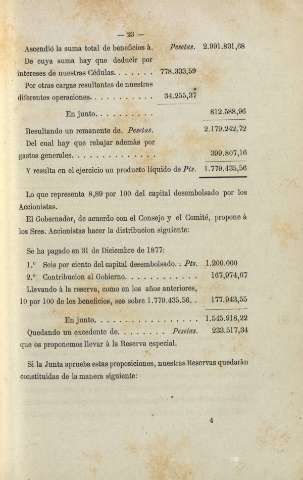 — 23 —
Ascendió la suma total de beneficios á. Pesetas. 2.991.831,68
De cuya suma hay que deducir por
intereses de nuestras Cédulas. . . . . . . 778.333,59
Por otras cargas resultantes de nuestras
diferentes operaciones. . . . . . . . . . 34.255,37
En junto. . . . . . . . . . 812.588,96
Resultando un remanente de. Pesetas. 2.179.242,72
Del cual hay que rebajar además por
gastos generales. . . . . . . . . . . . . 399.807,16
Y resulta en el ejercicio un producto líquido de Pts. 1.779.435,56
Lo que representa 8,89 por 100 del capital desembolsado por los
Accionistas.
El Gobernador, de acuerdo con el Consejo y el Comité, propone á
los Sres. Accionistas hacer la distribucion siguiente:
Se ha pagado en 31 de Diciembre de 1877:
1.° Seis por ciento del capital desembolsado. . Pts. 1.200.000
2.° Contribucion al Gobierno. . . . . . . . . . 167.974,67
Llevando á la reserva, como en los años anteriores,
10 por 100 de los beneficios, sea sobre 1.779.435,56. . 177.943,55
En junto. . . . . . . . . . . . 1.545.918,22
Quedando un excedente de. . . . . . . . . Pesetas. 233.517,34
que os proponemos llevar á la Reserva especial.
Si la Junta aprueba estas proposiciones, nuestras Reservas quedarán
constituidas de la manera siguiente:
4